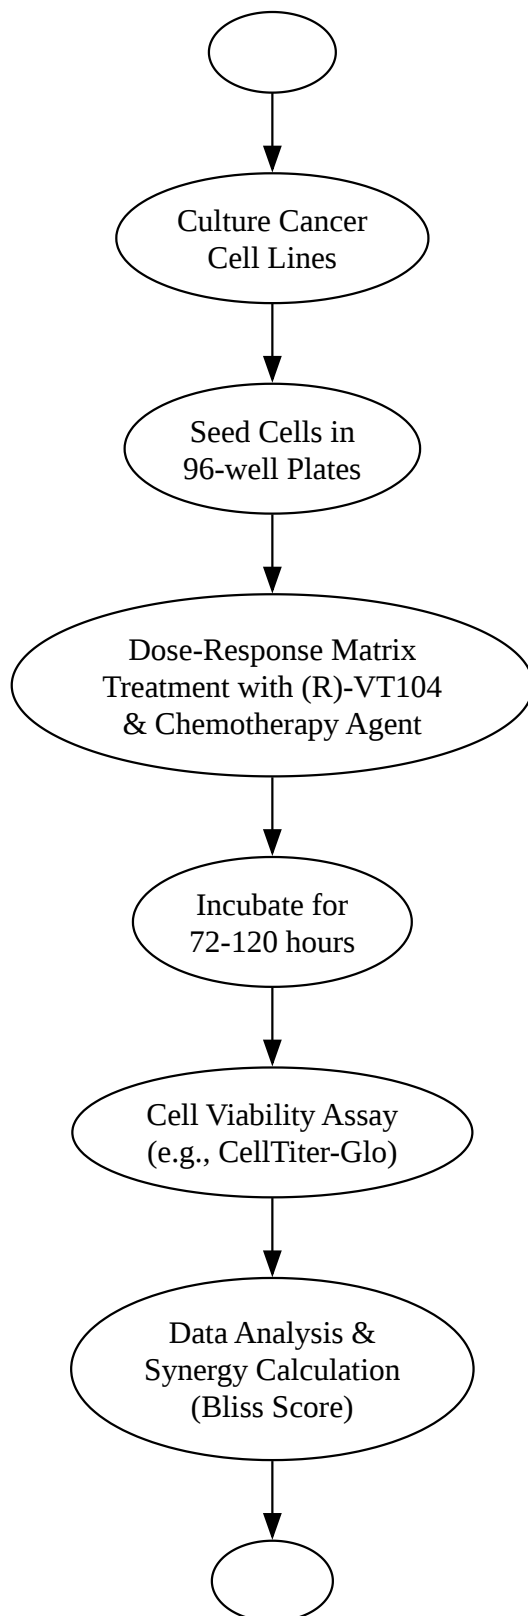 Culture Cancer
Cell Lines
Seed Cells in
96-well Plates
Dose-Response Matrix
Treatment with (R)-VT104
& Chemotherapy Agent
Incubate for
72-120 hours
Cell Viability Assay
(e.g., CellTiter-Glo)
Data Analysis &
Synergy Calculation
(Bliss Score)